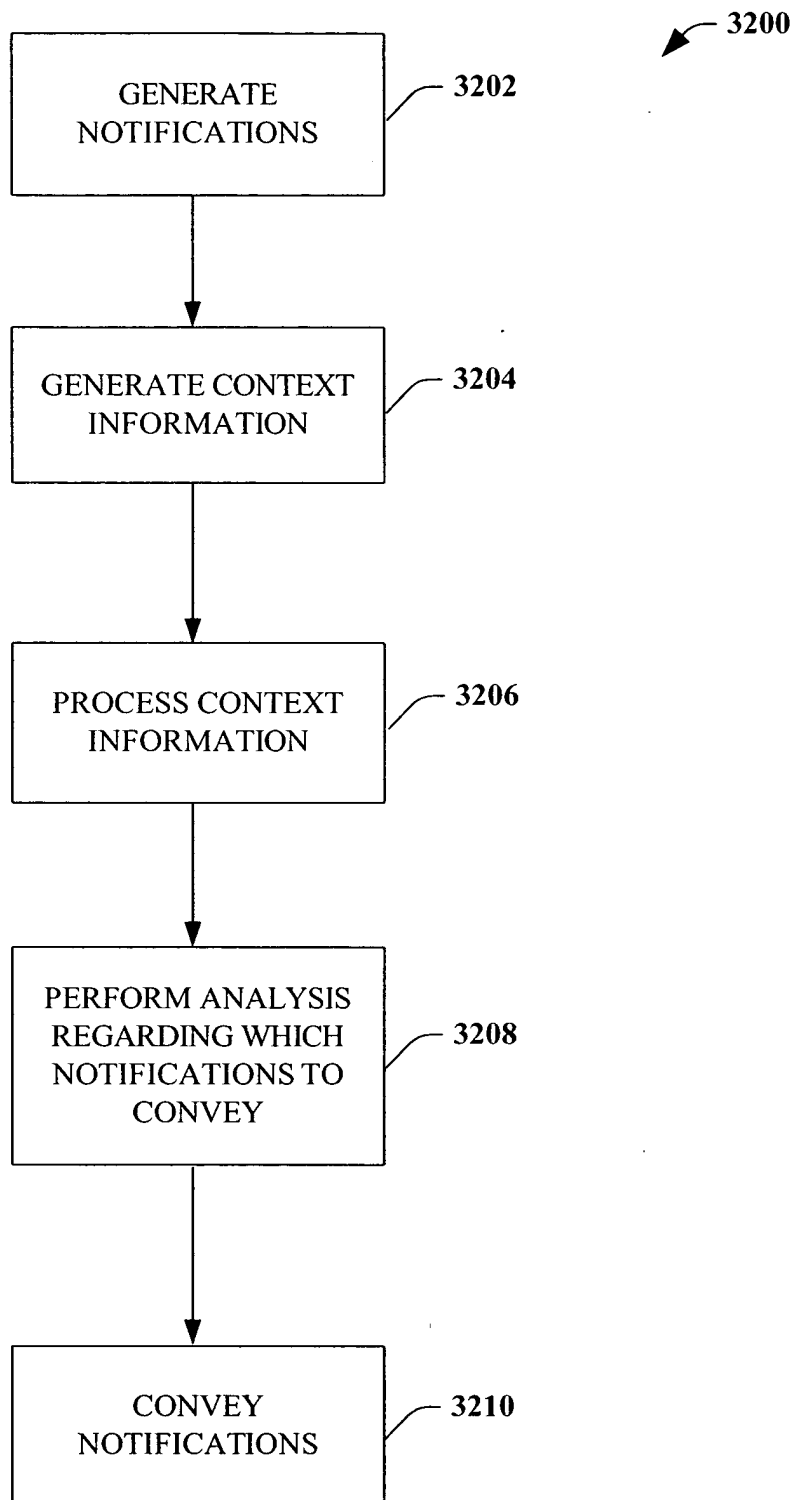 3200
GENERATE
NOTIFICATIONS
3202
GENERATE CONTEXT
INFORMATION
3204
PROCESS CONTEXT
INFORMATION
3206
PERFORM ANALYSIS
REGARDING WHICH
NOTIFICATIONS TO
CONVEY
3208
CONVEY
NOTIFICATIONS
3210